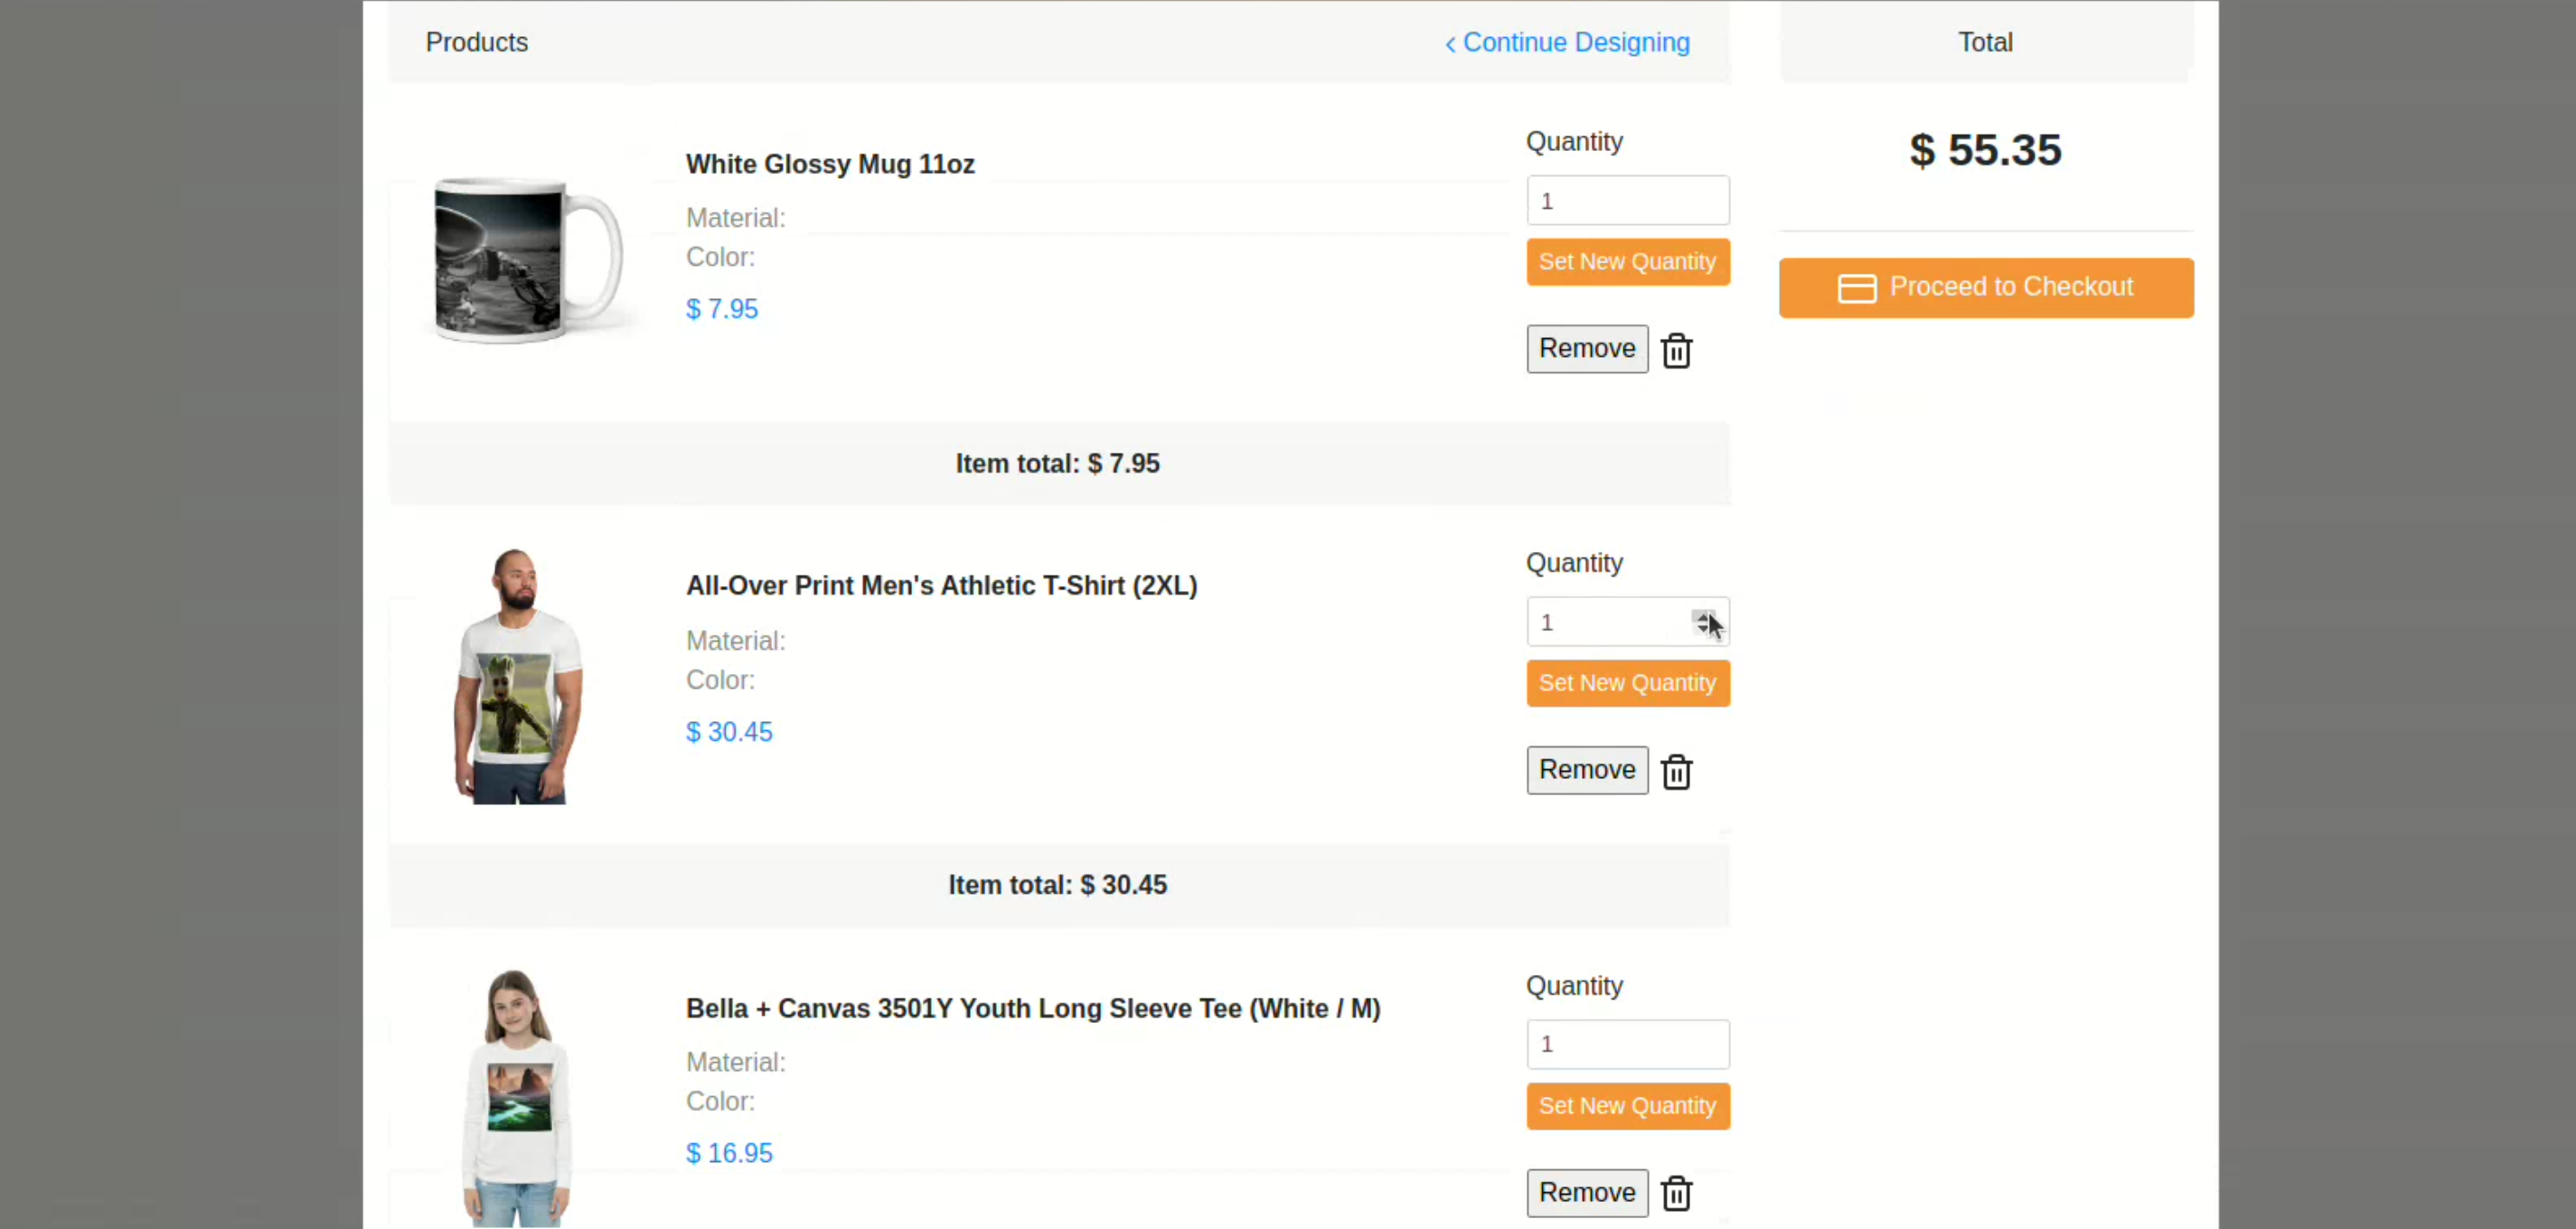 Products
Continue Designing
Total
White Glossy Mug 11oz
Material:
Color:
$ 7.95
Quantity
1
Set New Quantity
Remove
$ 55.35
Proceed to Checkout
Item total: $ 7.95
All-Over Print Men's Athletic T-Shirt (2XL)
Material:
Color:
$ 30.45
Quantity
1
Set New Quantity
Remove
Item total: $ 30.45
Bella + Canvas 3501Y Youth Long Sleeve Tee (White / M)
Material:
Color:
$ 16.95
Quantity
1
Set New Quantity
Remove